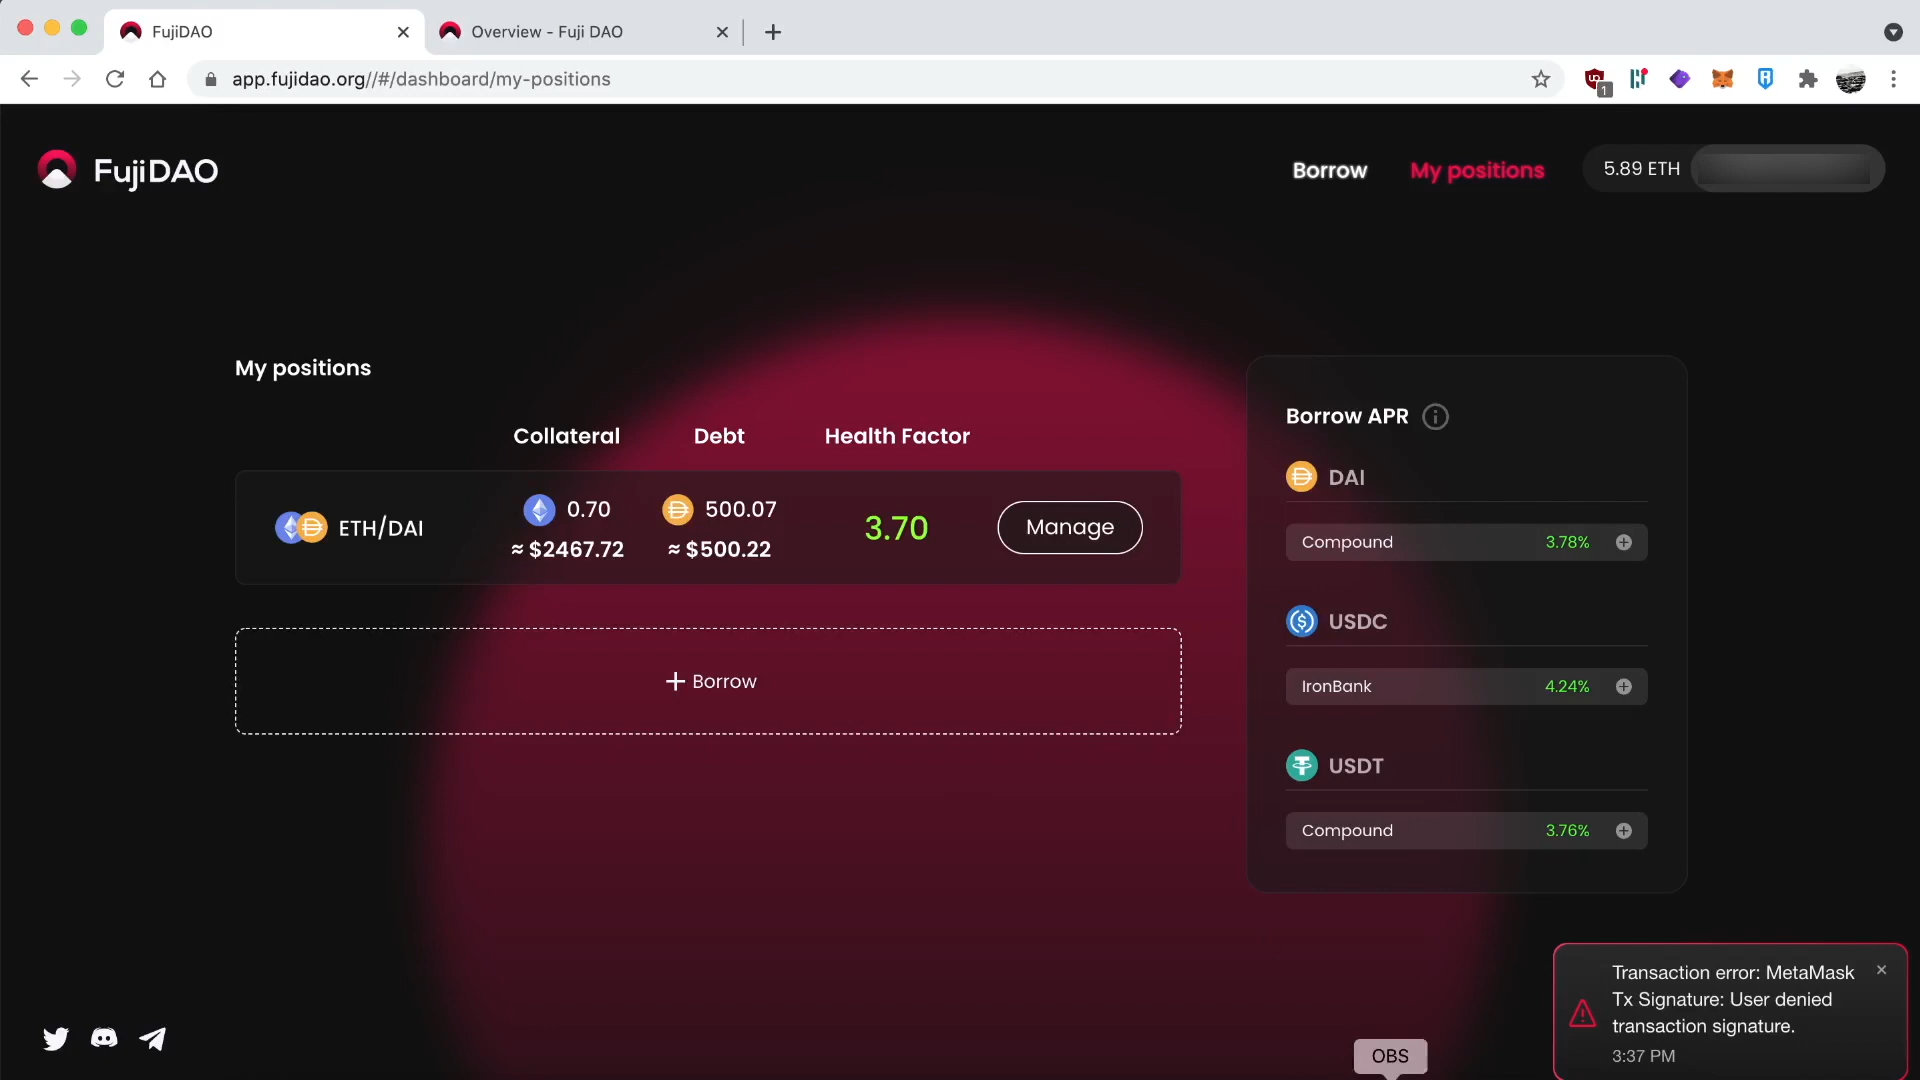 FujiDAO
Overview - Fuji DAO
app.fujidao.org//#/dashboard/my-positions
1
FujiDAO
Borrow
My positions
5.89 ETH
My positions
Collateral
Debt
Health Factor
ETH/DAI
0.70
≈ $2467.72
500.07
≈ $500.22
3.70
Manage
+ Borrow
Borrow APR
DAI
Compound 3.78%
USDC
IronBank 4.24%
USDT
Compound 3.76%
Transaction error: MetaMask
Tx Signature: User denied
transaction signature.
3:37 PM
OBS